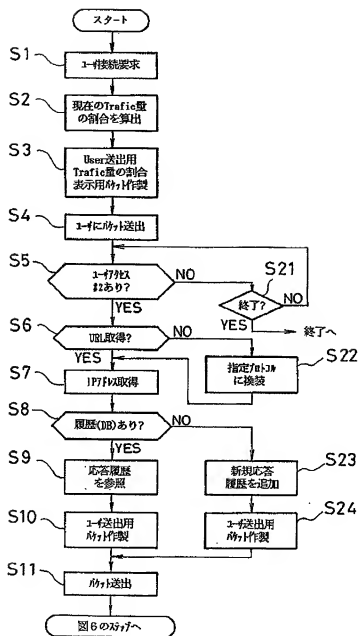 スタート
S1
ユーザ接続要求
S2
現在のTrafic量
の割合を算出
S3
User送出用
Trafic量の割合
表示用パケット作製
S4
ユーザにパケット送出
S5
ユーザアクセス
#2あり?
NO
S21
終了?
NO
YES
YES
終了へ
S6
URL取得?
NO
YES
S22
指定プロトコル
に換装
S7
IPアドレス取得
S8
履歴(DB)あり?
NO
YES
S9
応答履歴
を参照
S23
新規応答
履歴を追加
S10
ユーザ送出用
パケット作製
S24
ユーザ送出用
パケット作製
S11
パケット送出
図6のステップへ